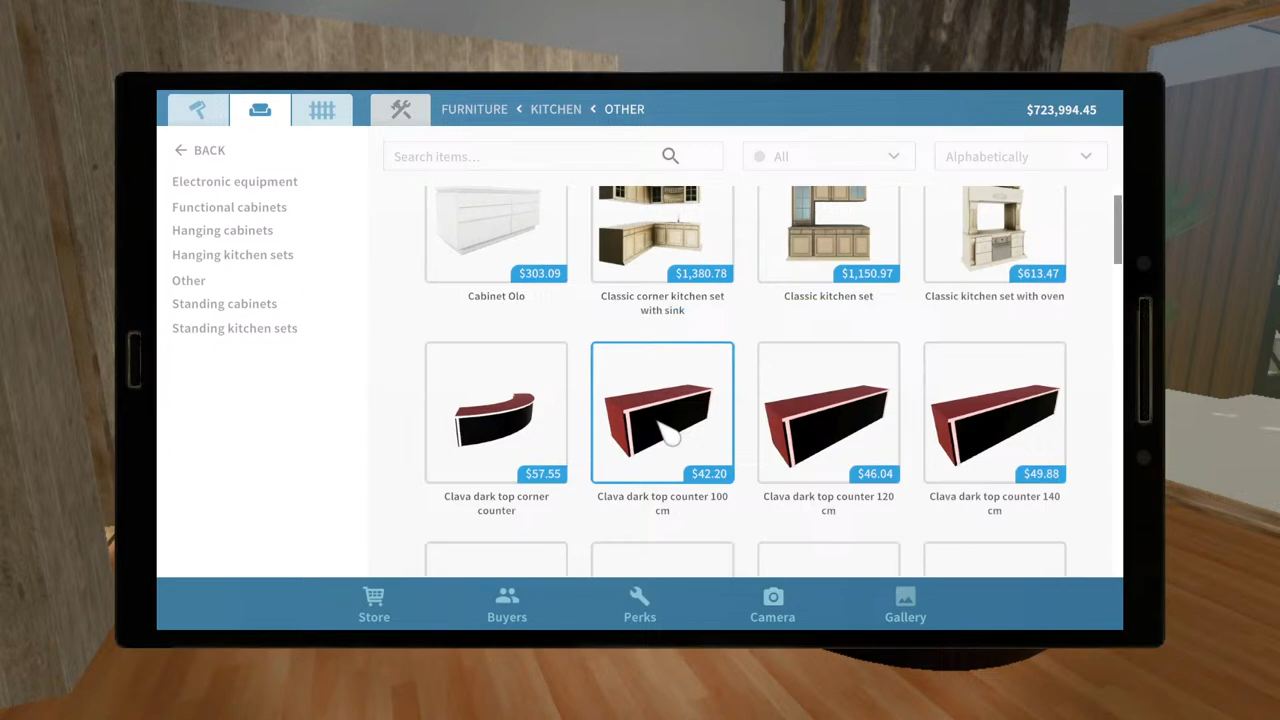 FURNITURE < KITCHEN < OTHER
$723,994.45
BACK
Search items...
All
Alphabetically
Electronic equipment
Functional cabinets
Hanging cabinets
Hanging kitchen sets
Other
Standing cabinets
Standing kitchen sets
$303.09
$1,380.78
$1,150.97
$613.47
Cabinet Olo
Classic corner kitchen set
with sink
Classic kitchen set
Classic kitchen set with oven
$57.55
$42.20
$46.04
$49.88
Clava dark top corner
counter
Clava dark top counter 100
cm
Clava dark top counter 120
cm
Clava dark top counter 140
cm
Store
Buyers
Perks
Camera
Gallery